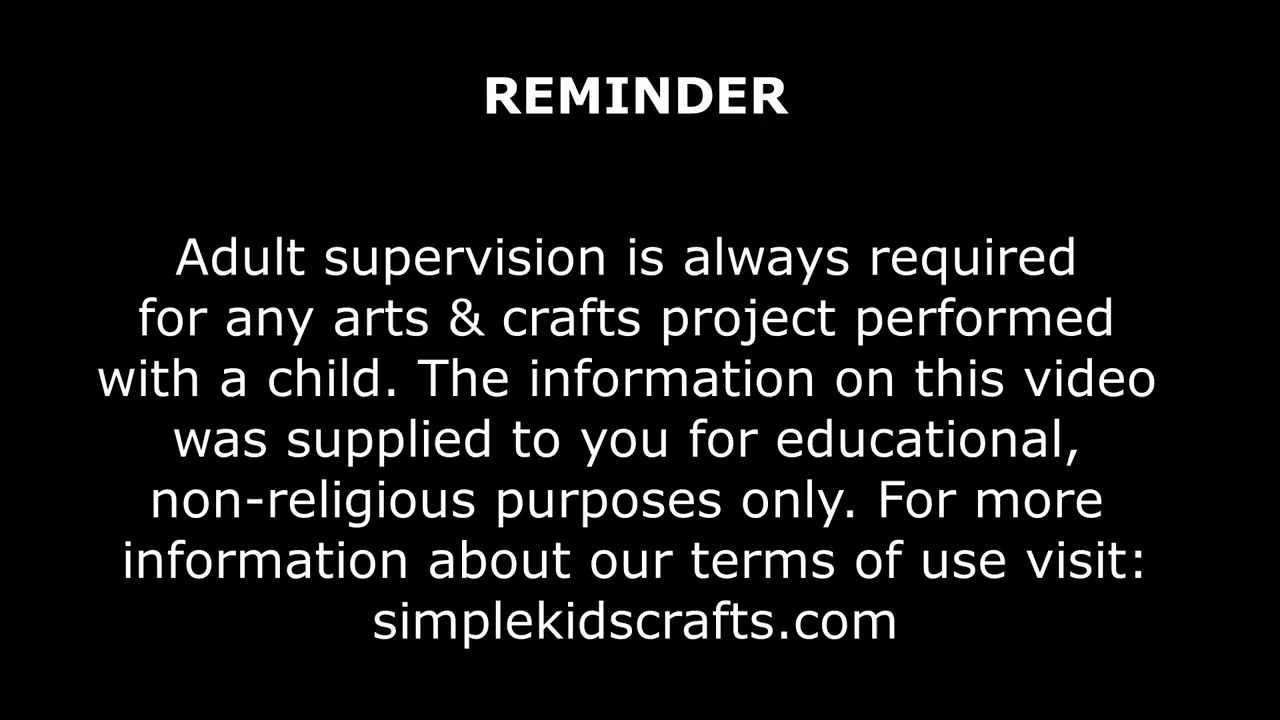 REMINDER
Adult supervision is always required
for any arts & crafts project performed
with a child. The information on this video
was supplied to you for educational,
non-religious purposes only. For more
information about our terms of use visit:
simplekidscrafts.com